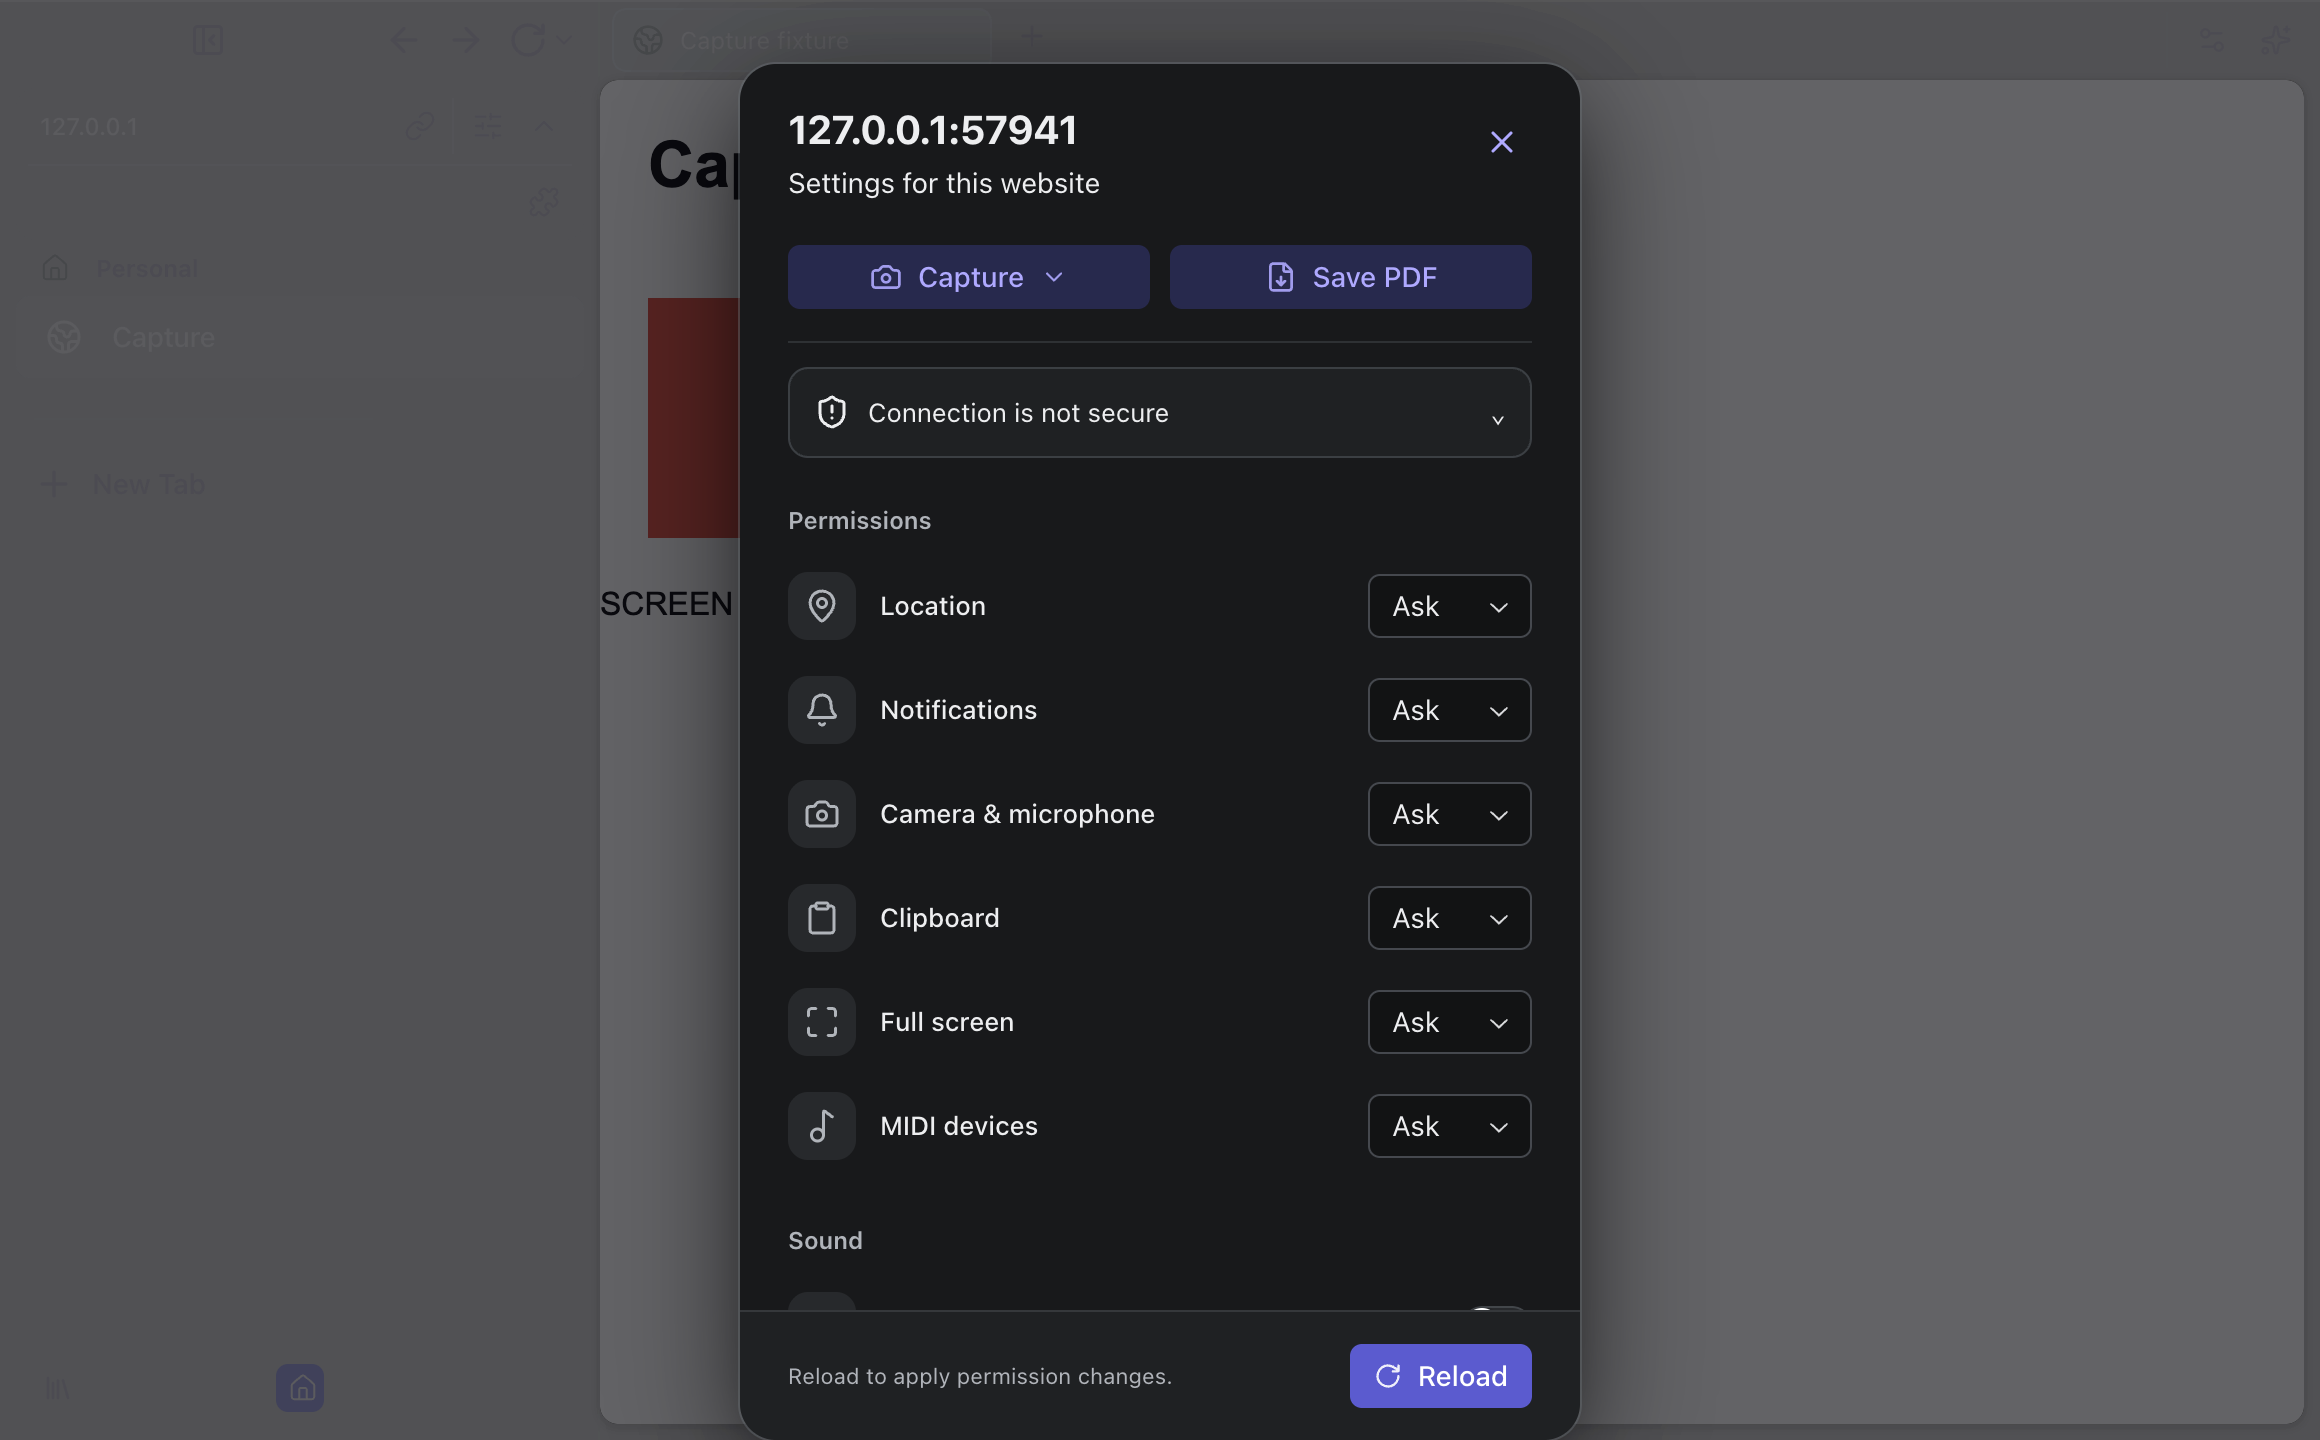 Capture fixture
127.0.0.1
Personal
Capture
New Tab
SCREEN
127.0.0.1:57941
Settings for this website
Capture
Save PDF
Connection is not secure
Permissions
Location
Ask
Notifications
Ask
Camera & microphone
Ask
Clipboard
Ask
Full screen
Ask
MIDI devices
Ask
Sound
Reload to apply permission changes.
Reload